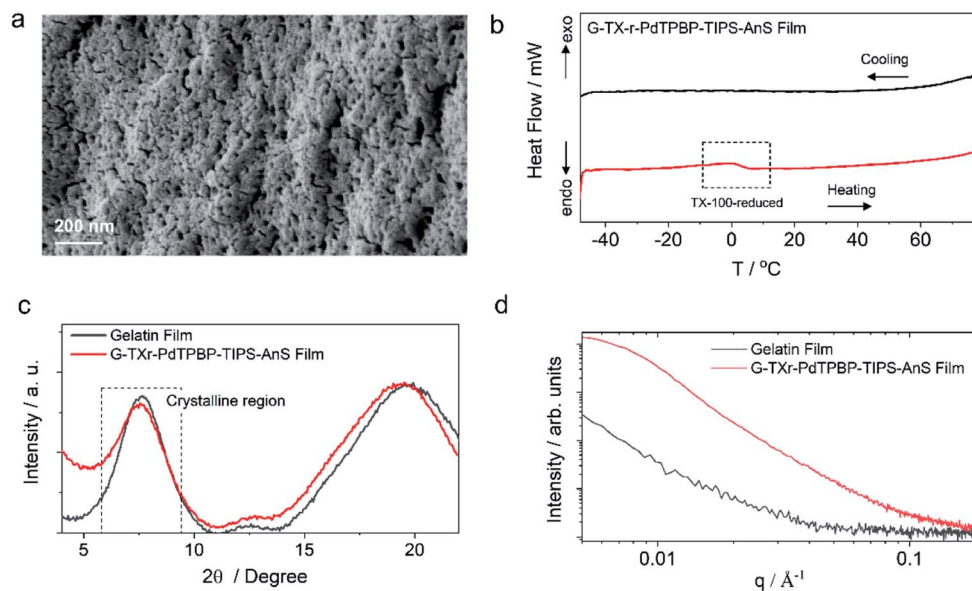 a
200 nm
b
G-TX-r-PdTPBP-TIPS-AnS Film
Heat Flow / mW
endo
exo
Cooling
TX-100-reduced
Heating
-40 -20 0 20 40 60
T / °C
c
Gelatin Film
G-TXr-PdTPBP-TIPS-AnS Film
Crystalline region
Intensity / a. u.
5 10 15 20
2θ / Degree
d
Gelatin Film
G-TXr-PdTPBP-TIPS-AnS Film
Intensity / arb. units
0.01 0.1
q / Å⁻¹